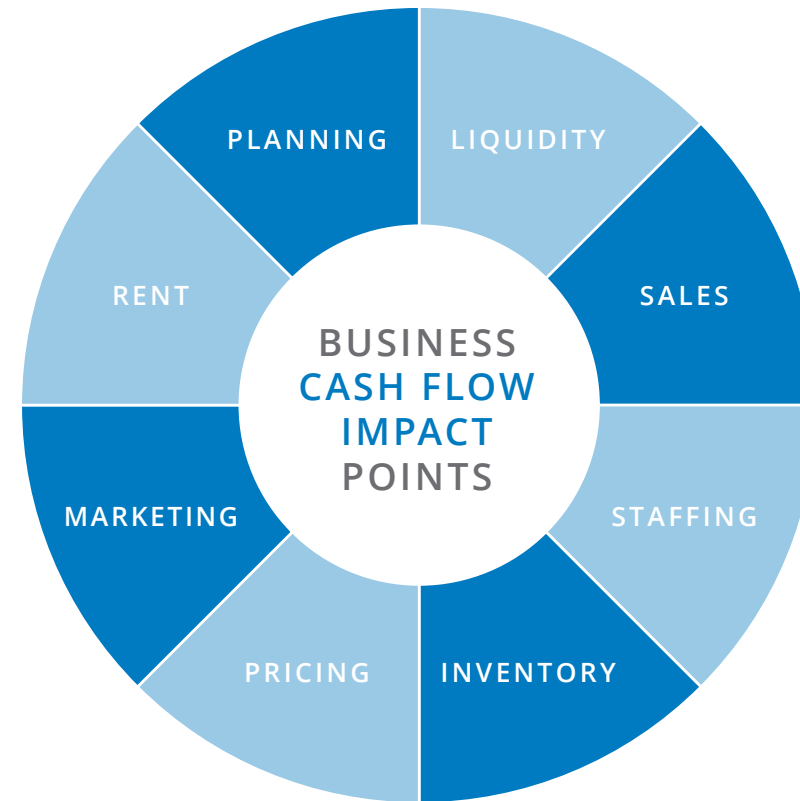 PLANNING
LIQUIDITY
RENT
SALES
BUSINESS
CASH FLOW
IMPACT
POINTS
MARKETING
STAFFING
PRICING
INVENTORY